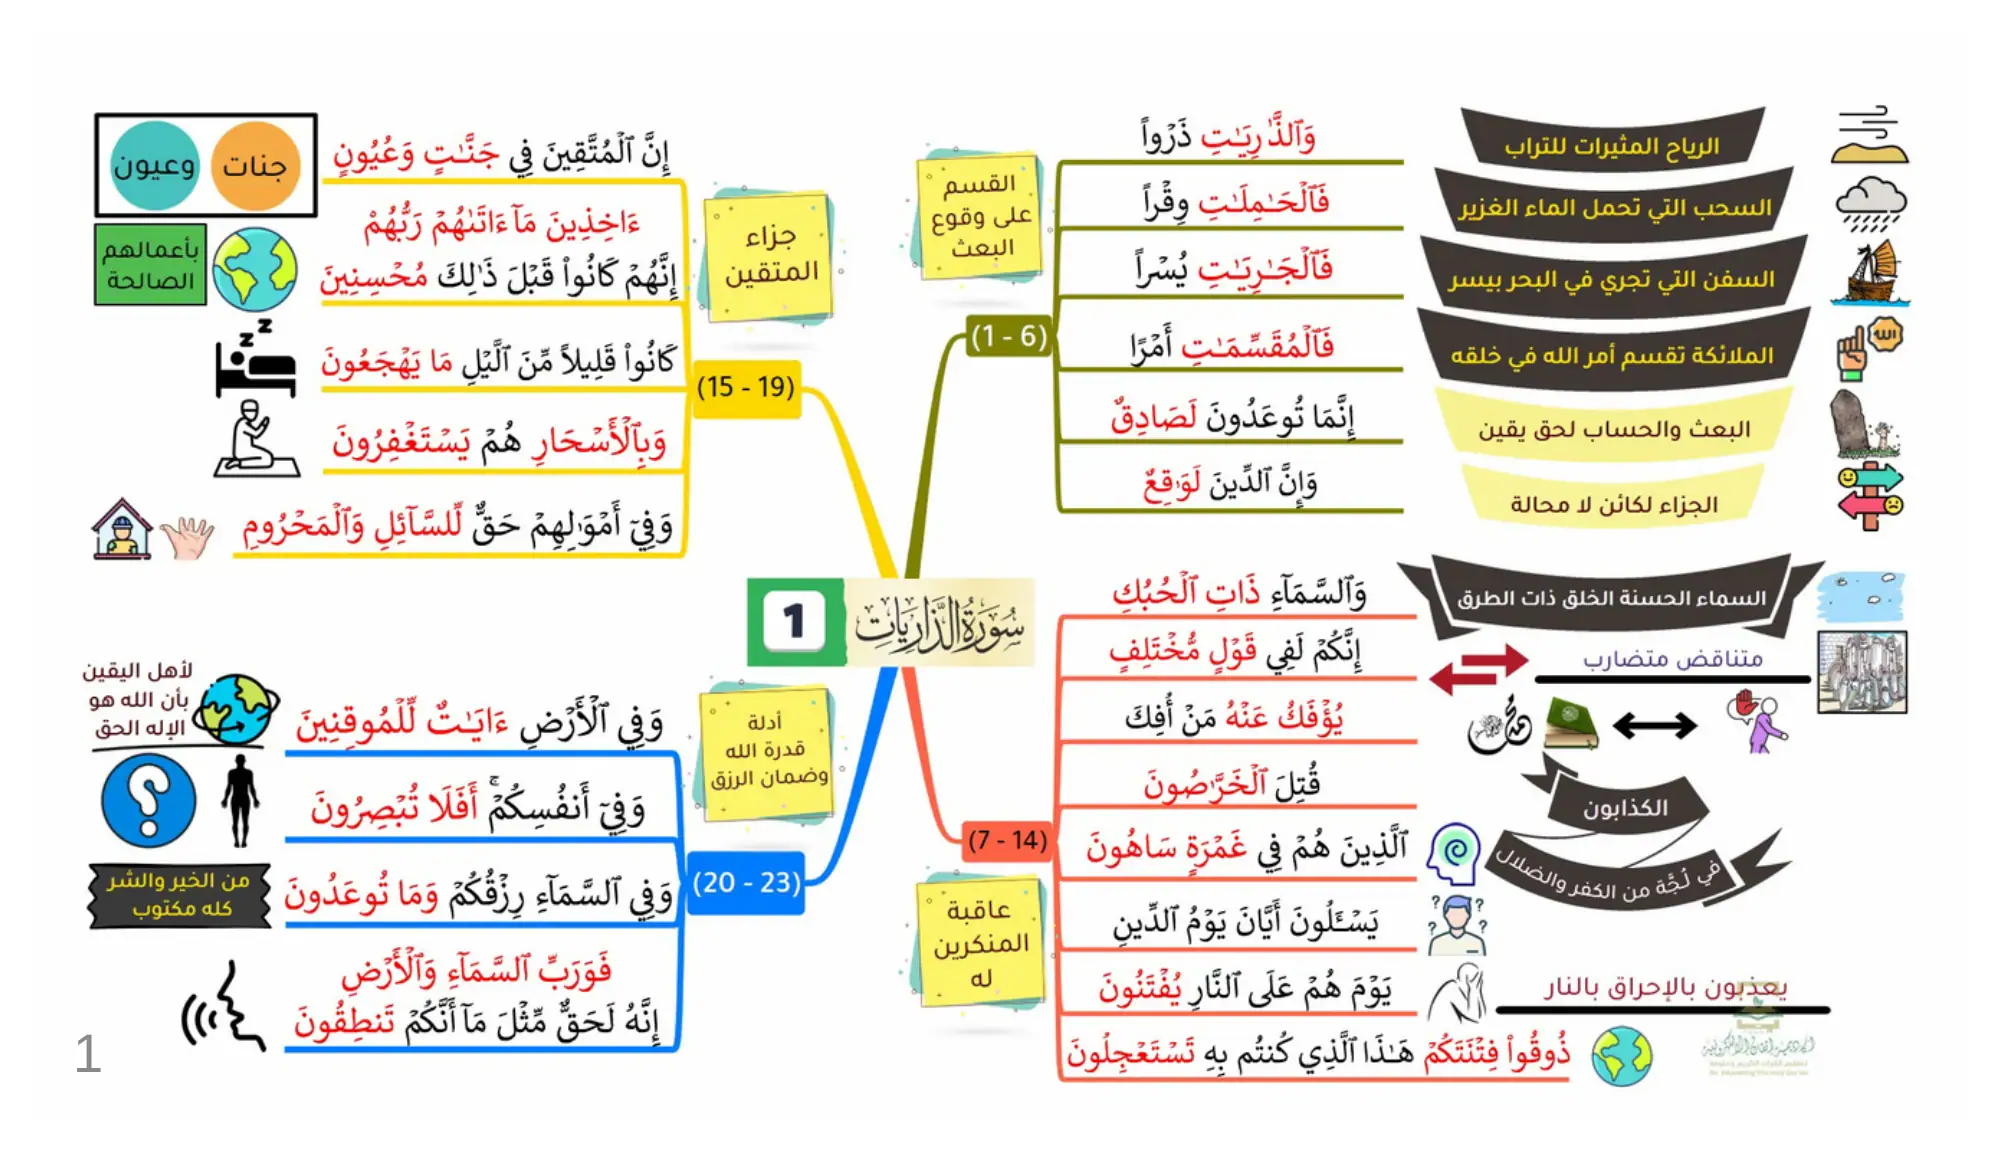 سُورَةُ الذَّارِيَات
1
القسم
على وقوع
البعث
(1 - 6)
وَٱلذَّٰرِيَٰتِ ذَرۡوٗا
الرياح المثيرات للتراب
فَٱلۡحَٰمِلَٰتِ وِقۡرٗا
السحب التي تحمل الماء الغزير
فَٱلۡجَٰرِيَٰتِ يُسۡرٗا
السفن التي تجري في البحر بيسر
فَٱلۡمُقَسِّمَٰتِ أَمۡرًا
الملائكة تقسم أمر الله في خلقه
الله
إِنَّمَا تُوعَدُونَ لَصَادِقٞ
البعث والحساب لحق يقين
وَإِنَّ ٱلدِّينَ لَوَٰقِعٞ
الجزاء لكائن لا محالة
(7 - 14)
عاقبة
المنكرين
له
وَٱلسَّمَآءِ ذَاتِ ٱلۡحُبُكِ
السماء الحسنة الخلق ذات الطرق
إِنَّكُمۡ لَفِي قَوۡلٖ مُّخۡتَلِفٖ
متناقض متضارب
يُؤۡفَكُ عَنۡهُ مَنۡ أُفِكَ
محمد
قُتِلَ ٱلۡخَرَّٰصُونَ
الكذابون
ٱلَّذِينَ هُمۡ فِي غَمۡرَةٖ سَاهُونَ
في لُجَّة من الكفر والضلال
يَسۡـَٔلُونَ أَيَّانَ يَوۡمُ ٱلدِّينِ
يَوۡمَ هُمۡ عَلَى ٱلنَّارِ يُفۡتَنُونَ
يعذبون بالإحراق بالنار
ذُوقُواْ فِتۡنَتَكُمۡ هَٰذَا ٱلَّذِي كُنتُم بِهِۦ تَسۡتَعۡجِلُونَ
جزاء
المتقين
(15 - 19)
إِنَّ ٱلۡمُتَّقِينَ فِي جَنَّٰتٖ وَعُيُونٍ
جنات
وعيون
ءَاخِذِينَ مَآ ءَاتَىٰهُمۡ رَبُّهُمۡ
إِنَّهُمۡ كَانُواْ قَبۡلَ ذَٰلِكَ مُحۡسِنِينَ
بأعمالهم
الصالحة
كَانُواْ قَلِيلٗا مِّنَ ٱلَّيۡلِ مَا يَهۡجَعُونَ
z z
وَبِٱلۡأَسۡحَارِ هُمۡ يَسۡتَغۡفِرُونَ
وَفِيٓ أَمۡوَٰلِهِمۡ حَقّٞ لِّلسَّآئِلِ وَٱلۡمَحۡرُومِ
أدلة
قدرة الله
وضمان الرزق
(20 - 23)
وَفِي ٱلۡأَرۡضِ ءَايَٰتٞ لِّلۡمُوقِنِينَ
لأهل اليقين
بأن الله هو
الإله الحق
وَفِيٓ أَنفُسِكُمۡۚ أَفَلَا تُبۡصِرُونَ
?
وَفِي ٱلسَّمَآءِ رِزۡقُكُمۡ وَمَا تُوعَدُونَ
من الخير والشر
كله مكتوب
فَوَرَبِّ ٱلسَّمَآءِ وَٱلۡأَرۡضِ
إِنَّهُۥ لَحَقّٞ مِّثۡلَ مَآ أَنَّكُمۡ تَنطِقُونَ
1